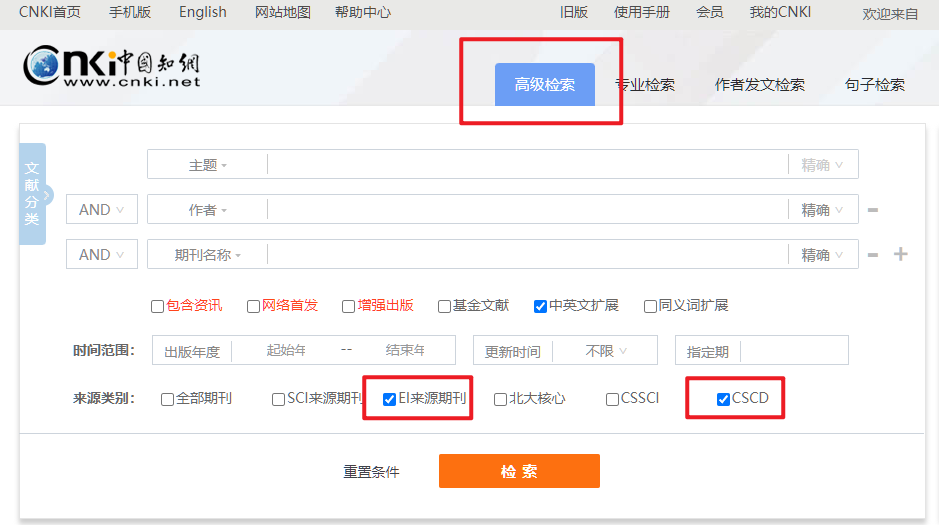 CNKI首页 手机版 English 网站地图 帮助中心 旧版 使用手册 会员 我的CNKI 欢迎来自
cnki中国知網
www.cnki.net
高级检索 专业检索 作者发文检索 句子检索
文献分类
主题 精确
AND 作者 精确
AND 期刊名称 精确
包含资讯 网络首发 增强出版 基金文献 中英文扩展 同义词扩展
时间范围： 出版年度 起始年 -- 结束年 更新时间 不限 指定期
来源类别： 全部期刊 SCI来源期刊 EI来源期刊 北大核心 CSSCI CSCD
重置条件 检索